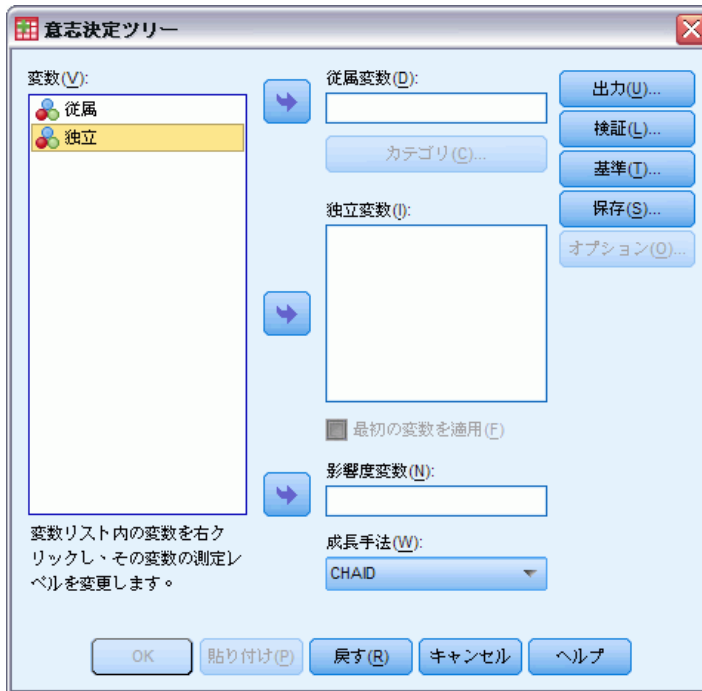 意志決定ツリー
変数(V):
従属
独立
変数リスト内の変数を右ク
リックし、その変数の測定レ
ベルを変更します。
従属変数(D):
カテゴリ(C)...
独立変数(I):
最初の変数を適用(F)
影響度変数(N):
成長手法(W):
CHAID
出力(U)...
検証(L)...
基準(T)...
保存(S)...
オプション(O)...
OK
貼り付け(P)
戻す(R)
キャンセル
ヘルプ